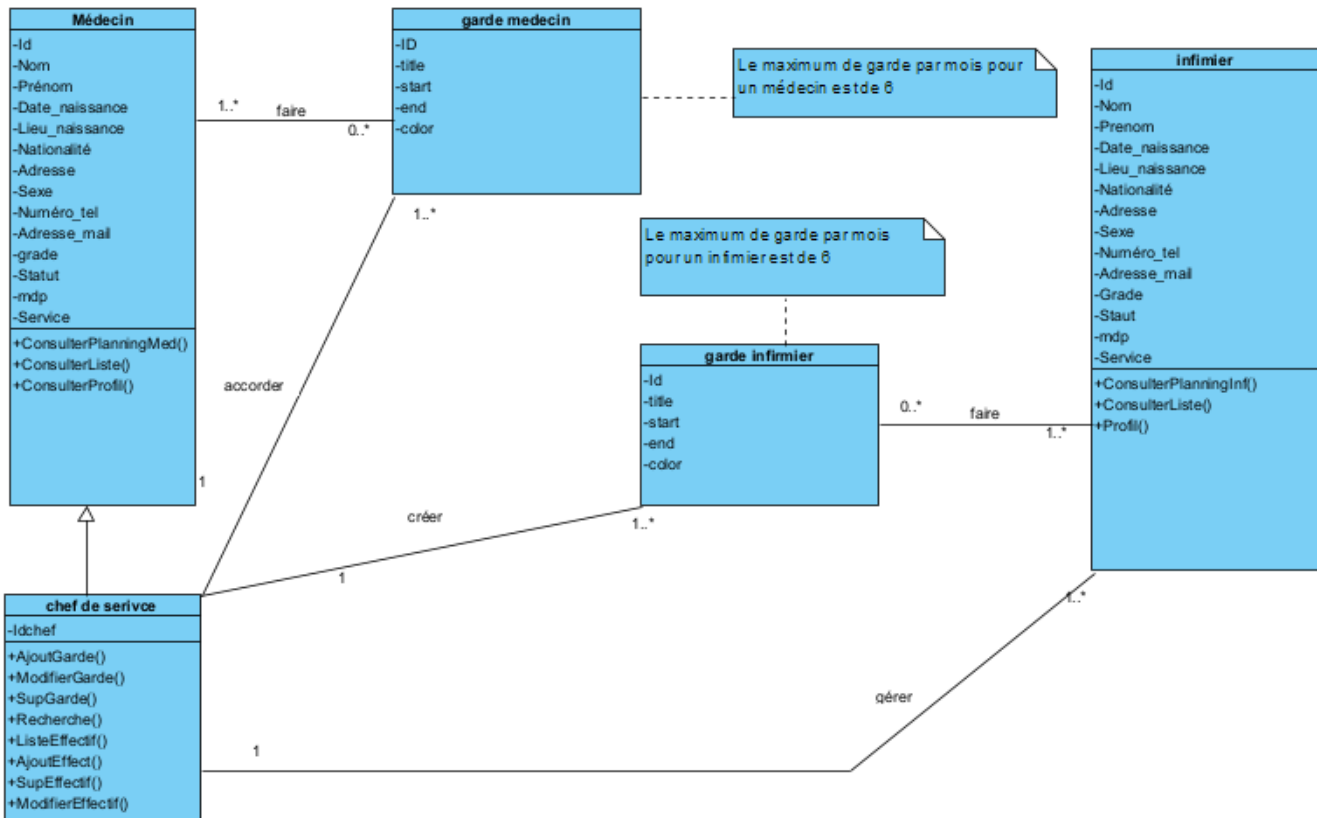 Médecin
-Id
-Nom
-Prénom
-Date_naissance
-Lieu_naissance
-Nationalité
-Adresse
-Sexe
-Numéro_tel
-Adresse_mail
-grade
-Statut
-mdp
-Service
+ConsulterPlanningMed()
+ConsulterListe()
+ConsulterProfil()
1..*
faire
0..*
garde medecin
-ID
-title
-start
-end
-color
Le maximum de garde par mois pour
un médecin est de 6
1..*
accorder
1
Le maximum de garde par mois
pour un infimier est de 6
garde infirmier
-Id
-title
-start
-end
-color
0..*
faire
1..*
infimier
-Id
-Nom
-Prenom
-Date_naissance
-Lieu_naissance
-Nationalité
-Adresse
-Sexe
-Numéro_tel
-Adresse_mail
-Grade
-Staut
-mdp
-Service
+ConsulterPlanningInf()
+ConsulterListe()
+Profil()
créer
1..*
1
chef de serivce
-Idchef
+AjoutGarde()
+ModifierGarde()
+SupGarde()
+Recherche()
+ListeEffectif()
+AjoutEffect()
+SupEffectif()
+ModifierEffectif()
1..*
gérer
1